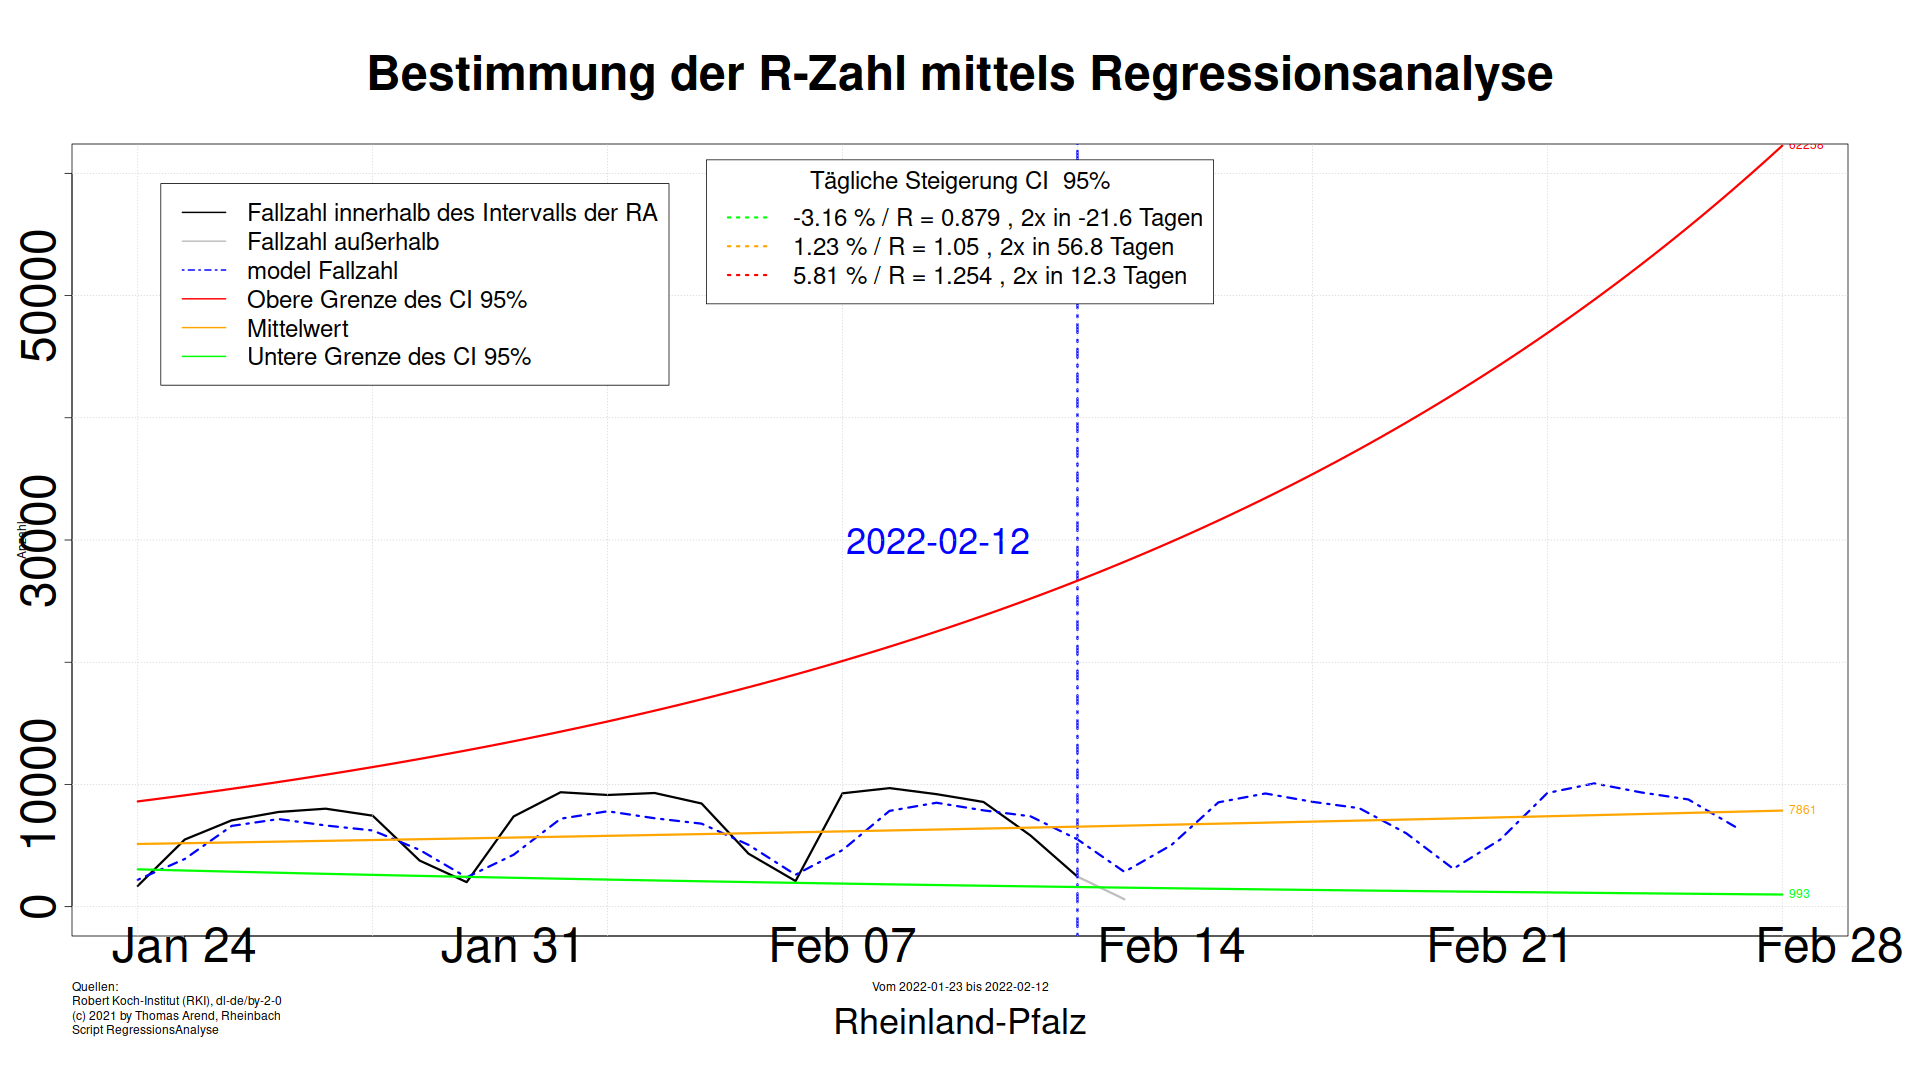 Bestimmung der R-Zahl mittels Regressionsanalyse
Fallzahl innerhalb des Intervalls der RA
Fallzahl außerhalb
model Fallzahl
Obere Grenze des CI 95%
Mittelwert
Untere Grenze des CI 95%
Tägliche Steigerung CI 95%
-3.16 % / R = 0.879 , 2x in -21.6 Tagen
1.23 % / R = 1.05 , 2x in 56.8 Tagen
5.81 % / R = 1.254 , 2x in 12.3 Tagen
62258
50000
30000
10000
0
Anzahl
2022-02-12
7861
993
Jan 24
Jan 31
Feb 07
Feb 14
Feb 21
Feb 28
Quellen:
Robert Koch-Institut (RKI), dl-de/by-2-0
(c) 2021 by Thomas Arend, Rheinbach
Script RegressionsAnalyse
Vom 2022-01-23 bis 2022-02-12
Rheinland-Pfalz